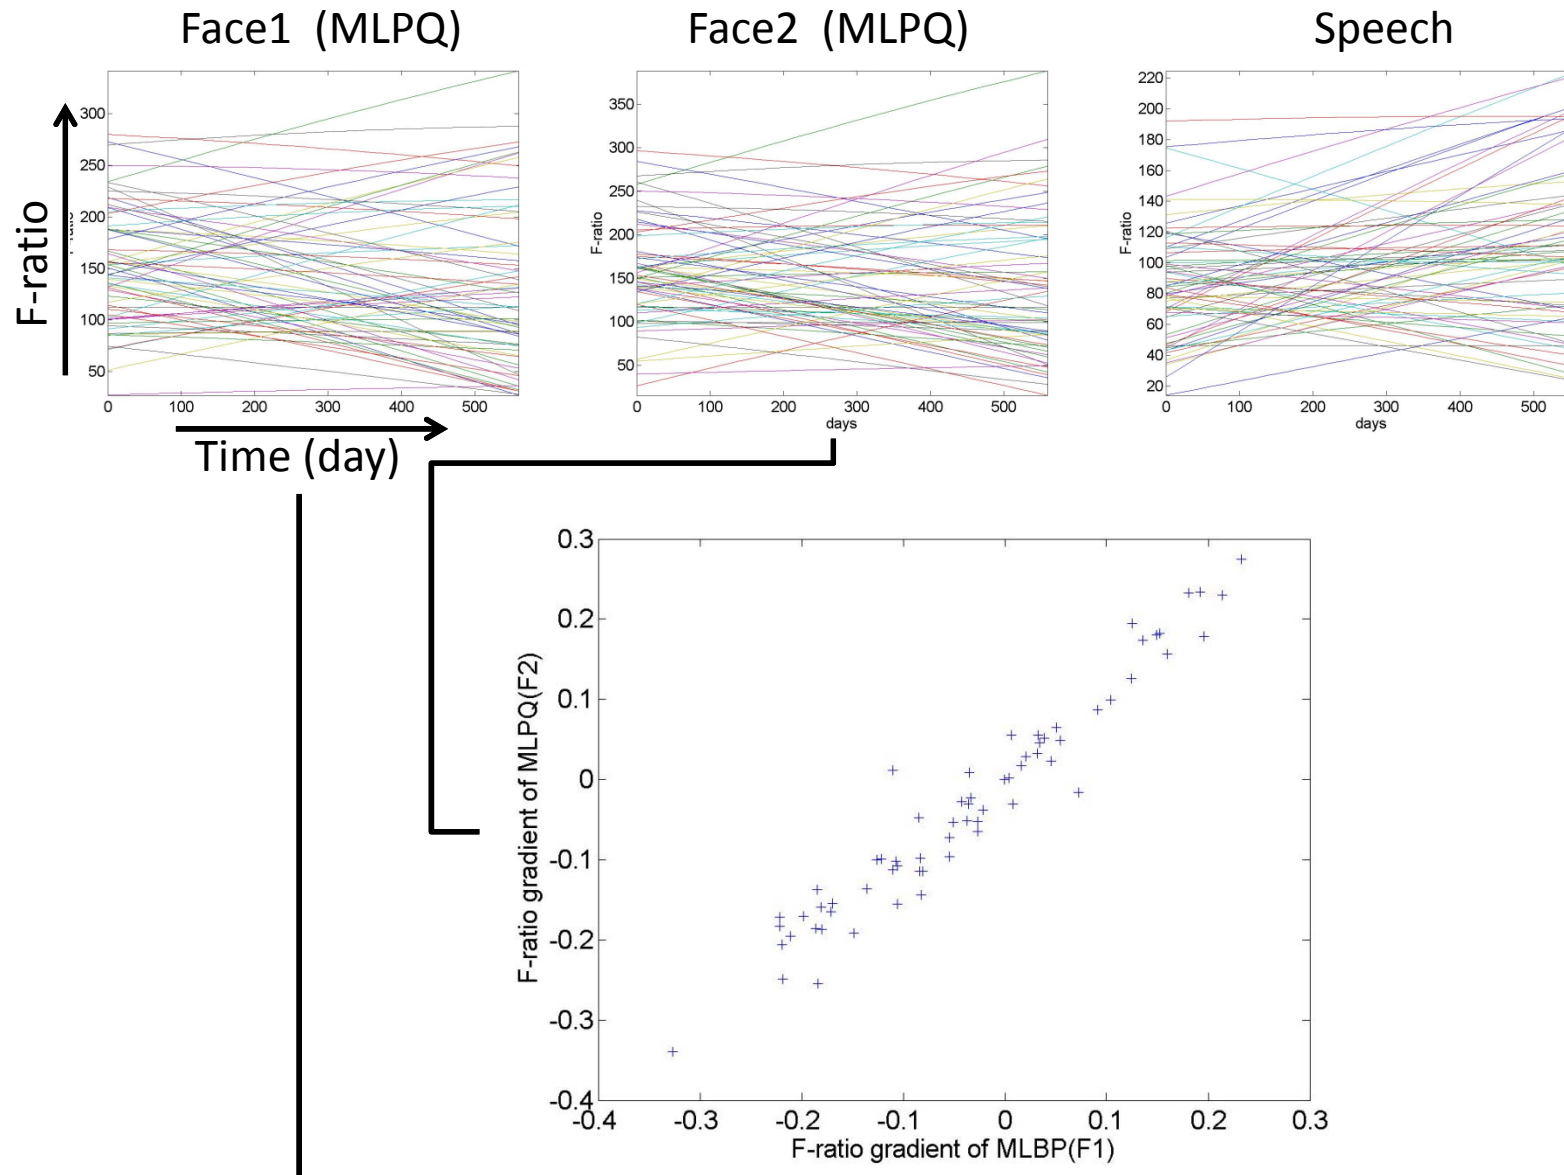 Face1 (MLPQ)
Face2 (MLPQ)
Speech
F-ratio
300
250
200
150
100
50
0 100 200 300 400 500
Time (day)
F-ratio
350
300
250
200
150
100
50
0 100 200 300 400 500
days
F-ratio
220
200
180
160
140
120
100
80
60
40
20
0 100 200 300 400 500
days
F-ratio gradient of MLPQ(F2)
0.3
0.2
0.1
0
-0.1
-0.2
-0.3
-0.4
-0.4 -0.3 -0.2 -0.1 0 0.1 0.2 0.3
F-ratio gradient of MLBP(F1)